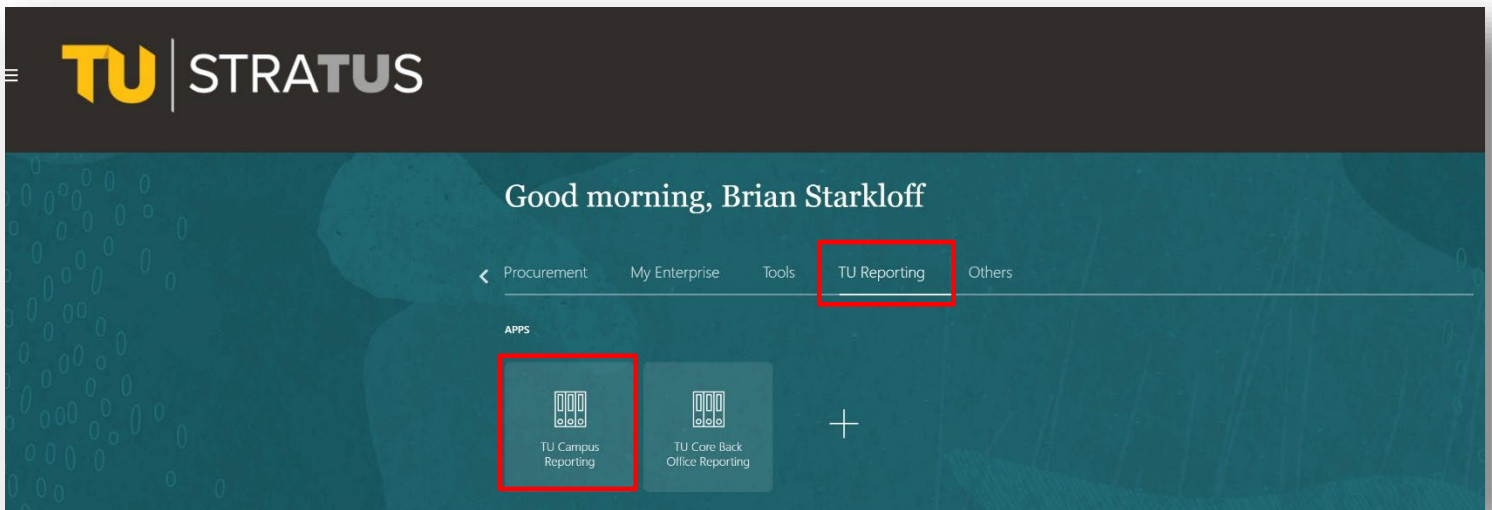 TU STRATUS
Good morning, Brian Starkloff
Procurement My Enterprise Tools TU Reporting Others
APPS
TU Campus
Reporting
TU Core Back
Office Reporting